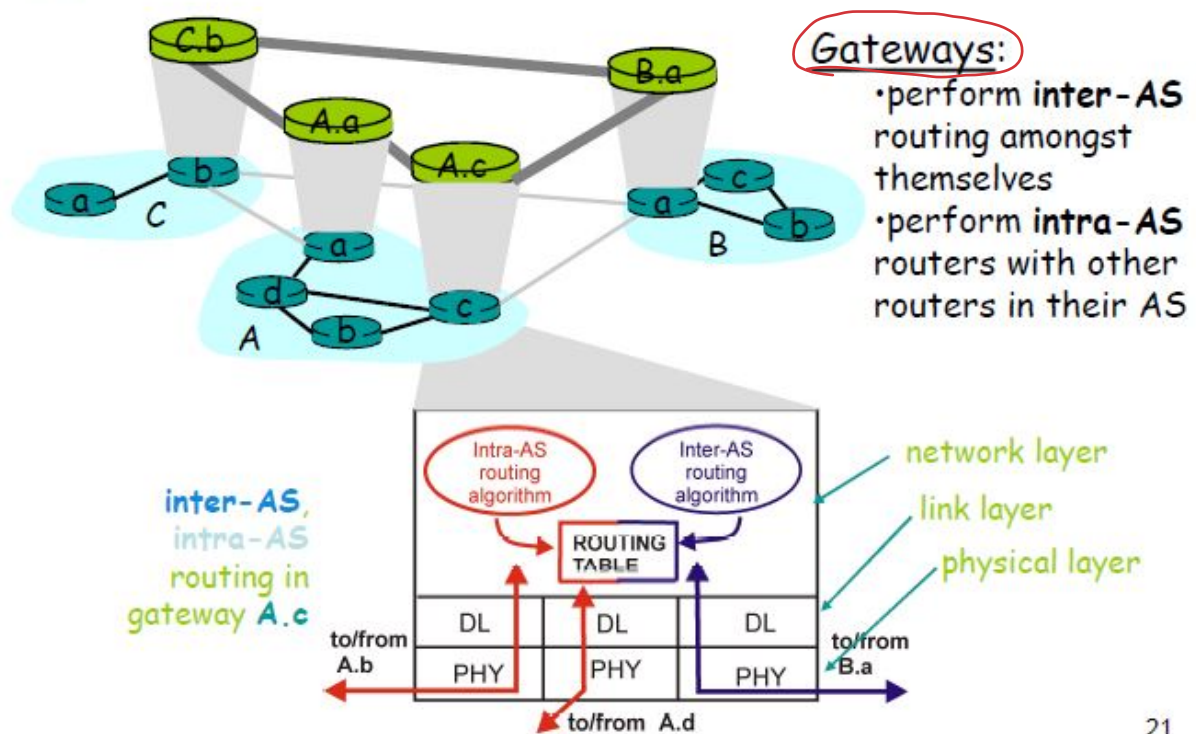 C.b
B.a
A.a
A.c
Gateways:
•perform inter-AS
routing amongst
themselves
•perform intra-AS
routers with other
routers in their AS
a
b
C
a
d
b
c
A
a
c
b
B
Intra-AS
routing
algorithm
Inter-AS
routing
algorithm
ROUTING
TABLE
DL
DL
DL
PHY
PHY
PHY
inter-AS,
intra-AS
routing in
gateway A.c
to/from
A.b
to/from A.d
to/from
B.a
network layer
link layer
physical layer
21